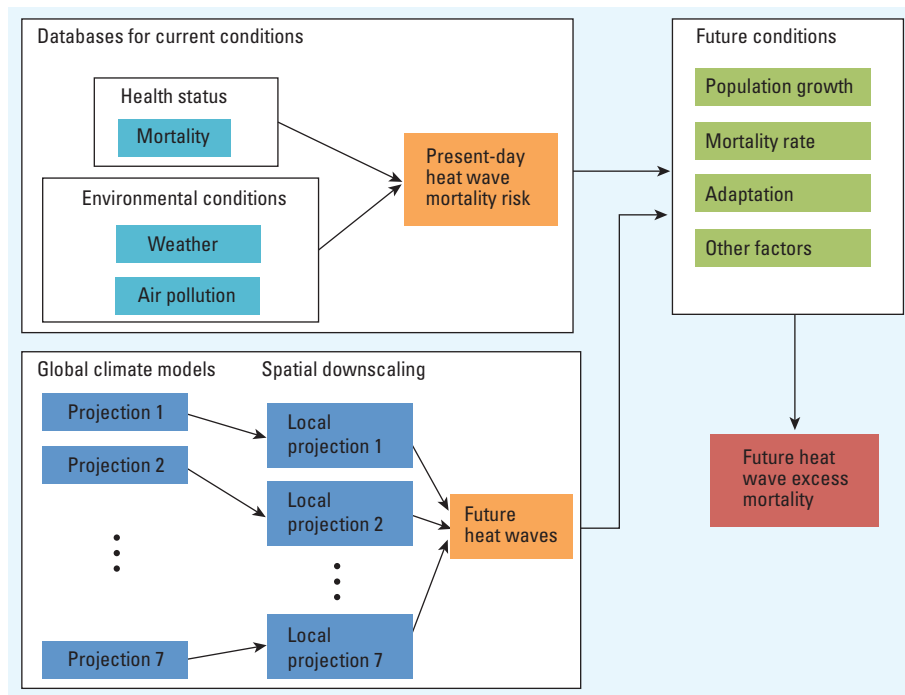 Databases for current conditions
Health status
Mortality
Environmental conditions
Weather
Air pollution
Present-day
heat wave
mortality risk
Future conditions
Population growth
Mortality rate
Adaptation
Other factors
Global climate models
Spatial downscaling
Projection 1
Projection 2
Projection 7
Local
projection 1
Local
projection 2
Local
projection 7
Future
heat waves
Future heat
wave excess
mortality